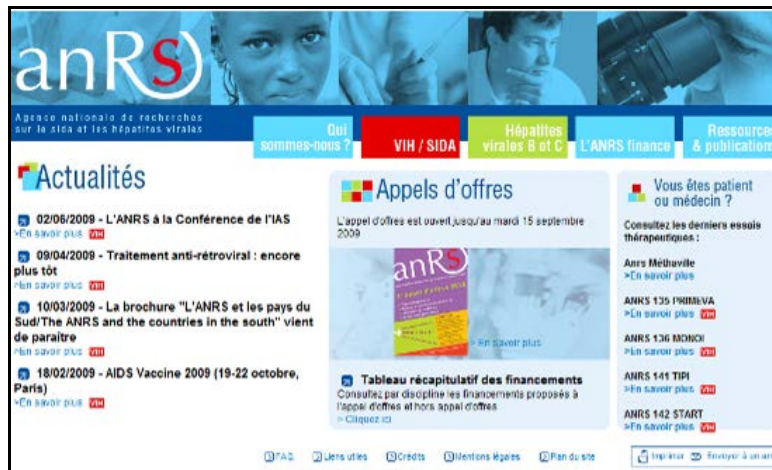 anRS
Agence nationale de recherches
sur le sida et les hépatites virales
Qui
sommes-nous ?
VIH / SIDA
Hépatites
virales B et C
L'ANRS finance
Ressources
& publication
Actualités
02/06/2009 - L'ANRS à la Conférence de l'IAS
>En savoir plus VIH
09/04/2009 - Traitement anti-rétroviral : encore
plus tôt
>En savoir plus VIH
10/03/2009 - La brochure "L'ANRS et les pays du
Sud/The ANRS and the countries in the south" vient
de paraître
>En savoir plus VIH
18/02/2009 - AIDS Vaccine 2009 (19-22 octobre,
Paris)
>En savoir plus VIH
Appels d'offres
L'appel d'offres est ouvert jusqu'au mardi 15 septembre
2009
anRS
> En savoir plus
Tableau récapitulatif des financements
Consultez par discipline les financements proposés à
l'appel d'offres et hors appel d'offres
> Cliquez ici
Vous êtes patient
ou médecin ?
Consultez les derniers essais
thérapeutiques :
Anrs Méthaville
>En savoir plus
ANRS 135 PRIMEVA
>En savoir plus VIH
ANRS 136 MONOI
>En savoir plus VIH
ANRS 141 TIPI
>En savoir plus VIH
ANRS 142 START
>En savoir plus VIH
FAQ Liens utiles Crédits Mentions légales Plan du site
Imprimer Envoyer à un ami